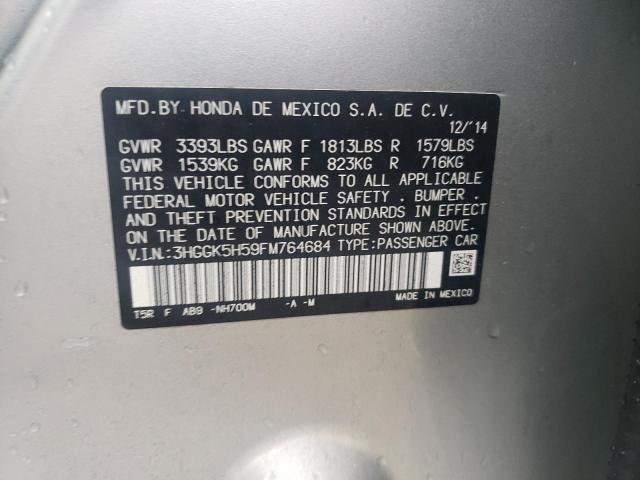 MFD.BY HONDA DE MEXICO S.A. DE C.V.
12/'14
GVWR 3393LBS GAWR F 1813LBS R 1579LBS
GVWR 1539KG GAWR F 823KG R 716KG
THIS VEHICLE CONFORMS TO ALL APPLICABLE
FEDERAL MOTOR VEHICLE SAFETY . BUMPER .
AND THEFT PREVENTION STANDARDS IN EFFECT
ON THE DATE OF MANUFACTURE SHOWN ABOVE.
V.I.N.:3HGGK5H59FM764684 TYPE:PASSENGER CAR
T5R F AB9 -NH700M -A -M MADE IN MEXICO